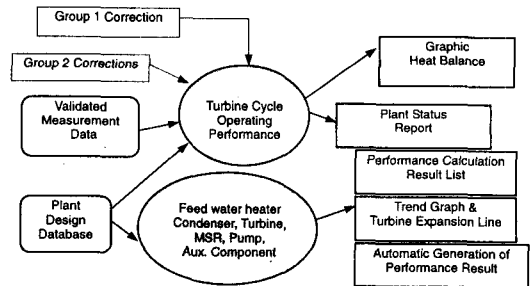 Group 1 Correction
Group 2 Corrections
Validated
Measurement
Data
Plant
Design
Database
Turbine Cycle
Operating
Performance
Feed water heater
Condenser, Turbine,
MSR, Pump,
Aux. Component
Graphic
Heat Balance
Plant Status
Report
Performance Calculation
Result List
Trend Graph &
Turbine Expansion Line
Automatic Generation of
Performance Result